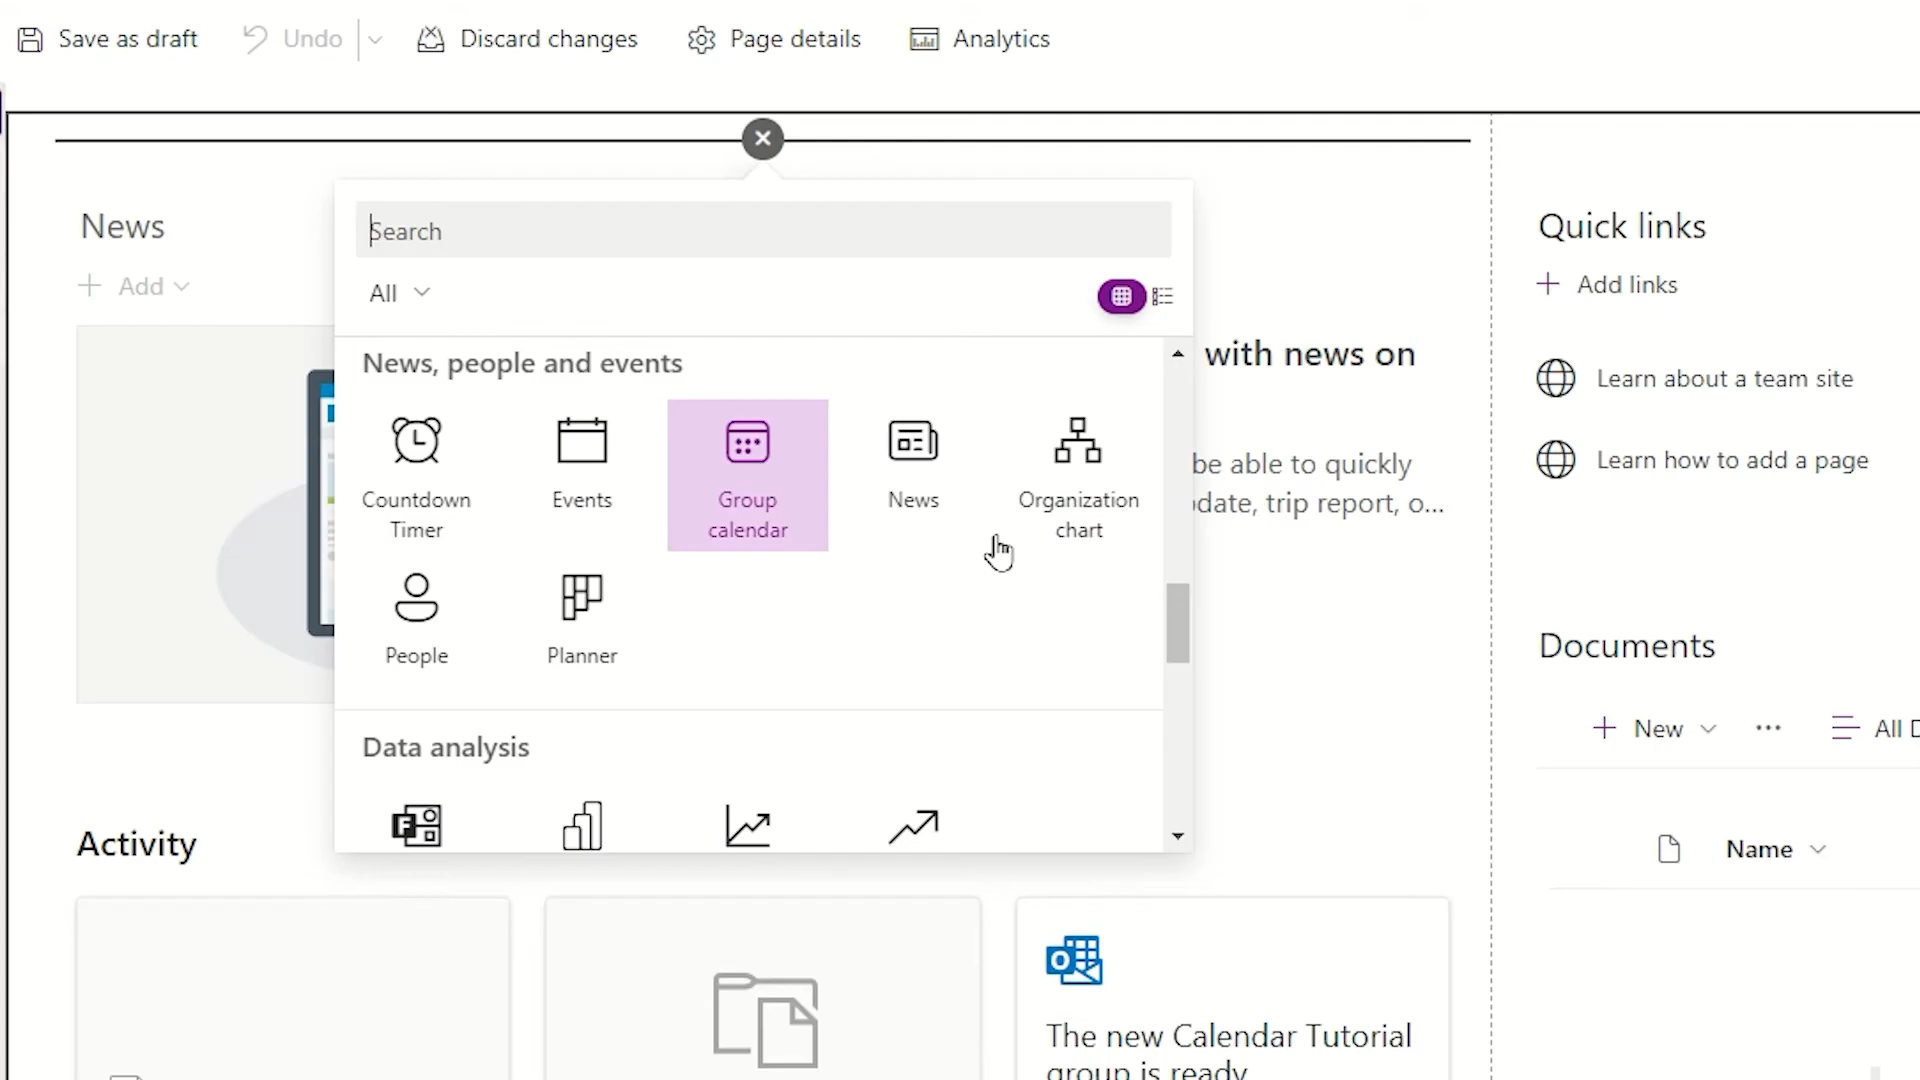 Save as draft
Undo
Discard changes
Page details
Analytics
News
Add
Search
All
News, people and events
Countdown
Timer
Events
Group
calendar
News
Organization
chart
People
Planner
Data analysis
with news on
be able to quickly
date, trip report, o...
Quick links
Add links
Learn about a team site
Learn how to add a page
Documents
New
All D
Name
Activity
The new Calendar Tutorial
group is ready